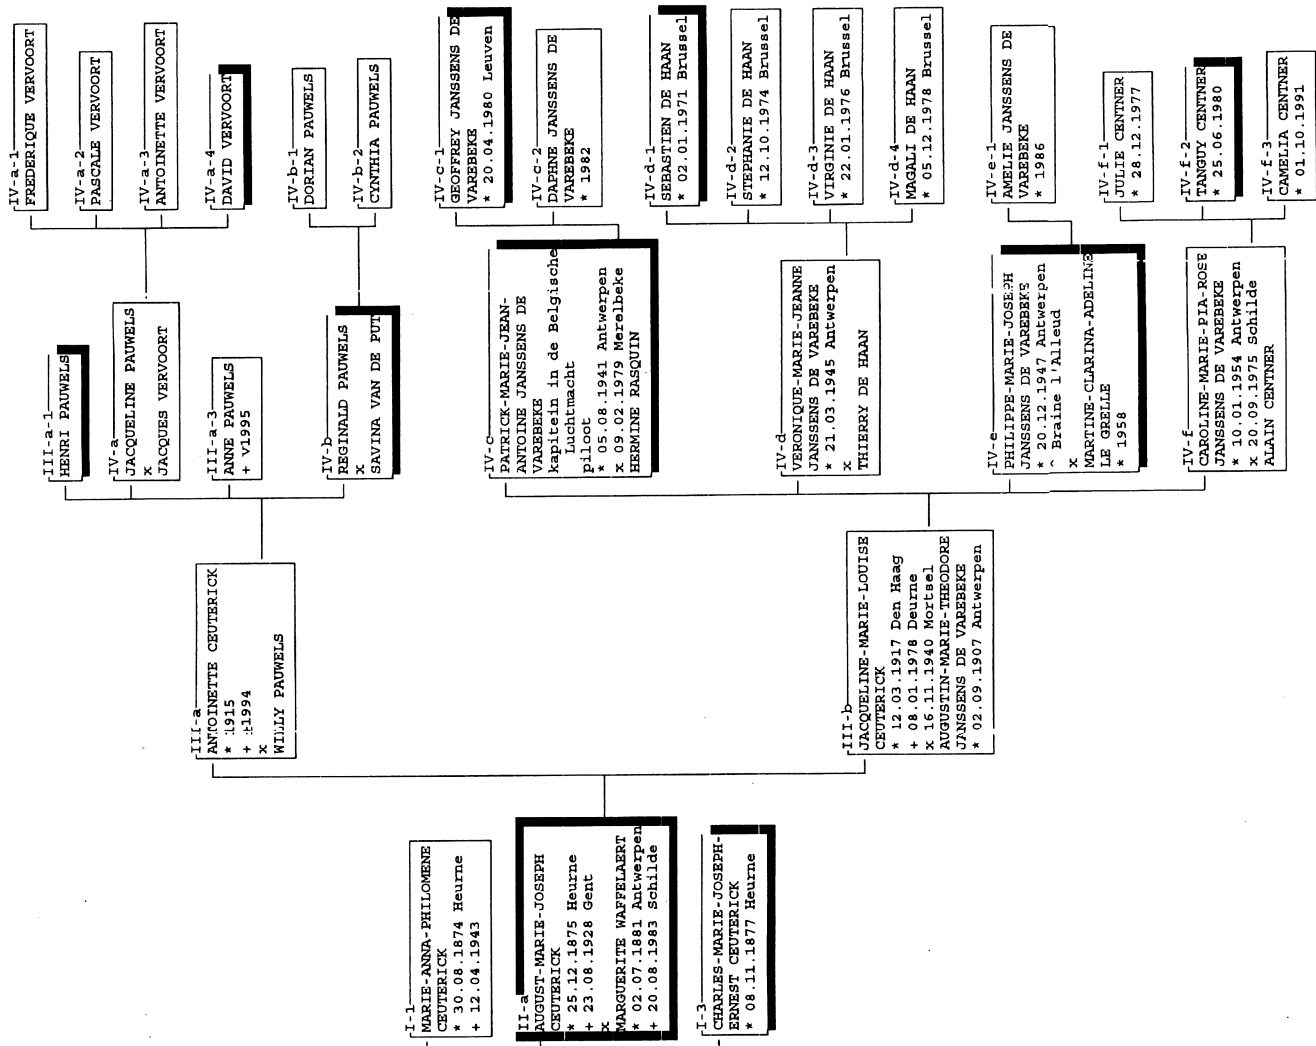 I-1
MARIE-ANNA-PHILOMENE
CEUTERICK
* 30.08.1874 Heurne
+ 12.04.1943
II-a
AUGUST-MARIE-JOSEPH
CEUTERICK
* 25.12.1875 Heurne
+ 23.08.1928 Gent
x
MARGUERITE WAFFELAERT
* 02.07.1881 Antwerpen
+ 20.08.1983 Schilde
I-3
CHARLES-MARIE-JOSEPH-
ERNEST CEUTERICK
* 08.11.1877 Heurne
III-a
ANTOINETTE CEUTERICK
* 1915
+ ±1994
x
WILLY PAUWELS
III-b
JACQUELINE-MARIE-LOUISE
CEUTERICK
* 12.03.1917 Den Haag
+ 08.01.1978 Deurne
x 16.11.1940 Mortsel
AUGUSTIN-MARIE-THEODORE
JANSSENS DE VAREBEKE
* 02.09.1907 Antwerpen
III-a-1
HENRI PAUWELS
IV-a
JACQUELINE PAUWELS
x
JACQUES VERVOORT
III-a-3
ANNE PAUWELS
+ v1995
IV-b
REGINALD PAUWELS
x
SAVINA VAN DE PUT
IV-c
PATRICK-MARIE-JEAN-
ANTOINE JANSSENS DE
VAREBEKE
kapitein in de Belgische
Luchtmacht
piloot
* 05.08.1941 Antwerpen
x 09.02.1979 Merelbeke
HERMINE RASQUIN
IV-d
VERONIQUE-MARIE-JEANNE
JANSSENS DE VAREBEKE
* 21.03.1945 Antwerpen
x
THIERRY DE HAAN
IV-e
PHILIPPE-MARIE-JOSEPH
JANSSENS DE VAREBEKE
* 20.12.1947 Antwerpen
~ Braine l'Alleud
x
MARTINE-CLARINA-ADELINE
LE GRELLE
* 1958
IV-f
CAROLINE-MARIE-PIA-ROSE
JANSSENS DE VAREBEKE
* 10.01.1954 Antwerpen
x 20.09.1975 Schilde
ALAIN CENTNER
IV-a-1
FREDERIQUE VERVOORT
IV-a-2
PASCALE VERVOORT
IV-a-3
ANTOINETTE VERVOORT
IV-a-4
DAVID VERVOORT
IV-b-1
DORIAN PAUWELS
IV-b-2
CYNTHIA PAUWELS
IV-c-1
GEOFFREY JANSSENS DE
VAREBEKE
* 20.04.1980 Leuven
IV-c-2
DAPHNE JANSSENS DE
VAREBEKE
* 1982
IV-d-1
SEBASTIEN DE HAAN
* 02.01.1971 Brussel
IV-d-2
STEPHANIE DE HAAN
* 12.10.1974 Brussel
IV-d-3
VIRGINIE DE HAAN
* 22.01.1976 Brussel
IV-d-4
MAGALI DE HAAN
* 05.12.1978 Brussel
IV-e-1
AMELIE JANSSENS DE
VAREBEKE
* 1986
IV-f-1
JULIE CENTNER
* 28.12.1977
IV-f-2
TANGUY CENTNER
* 25.06.1980
IV-f-3
CAMELIA CENTNER
* 01.10.1991